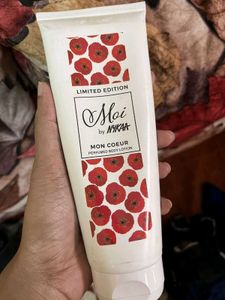 LIMITED EDITION
Moi
by NYKAA
MON COEUR
PERFUMED BODY LOTION